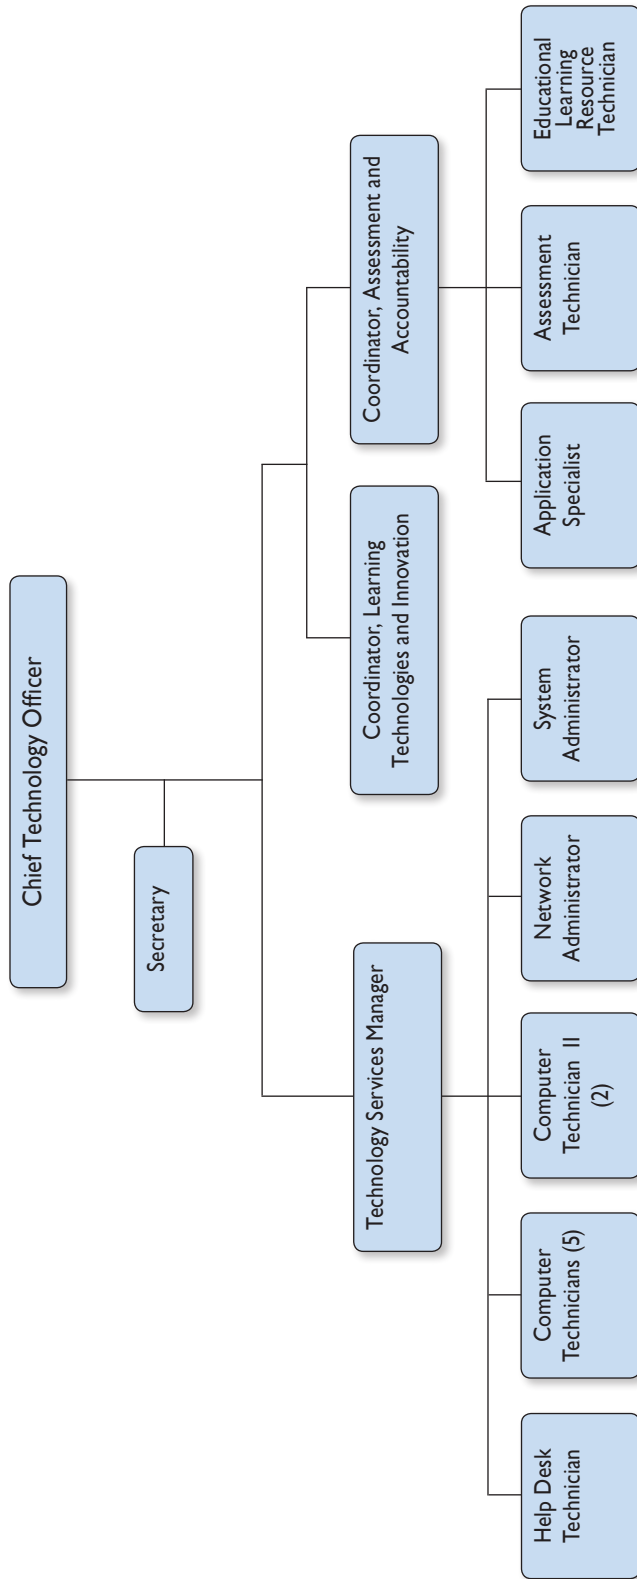 Chief Technology Officer
Secretary
Technology Services Manager
Coordinator, Learning
Technologies and Innovation
Coordinator, Assessment and
Accountability
Help Desk
Technician
Computer
Technicians (5)
Computer
Technician II
(2)
Network
Administrator
System
Administrator
Application
Specialist
Assessment
Technician
Educational
Learning
Resource
Technician